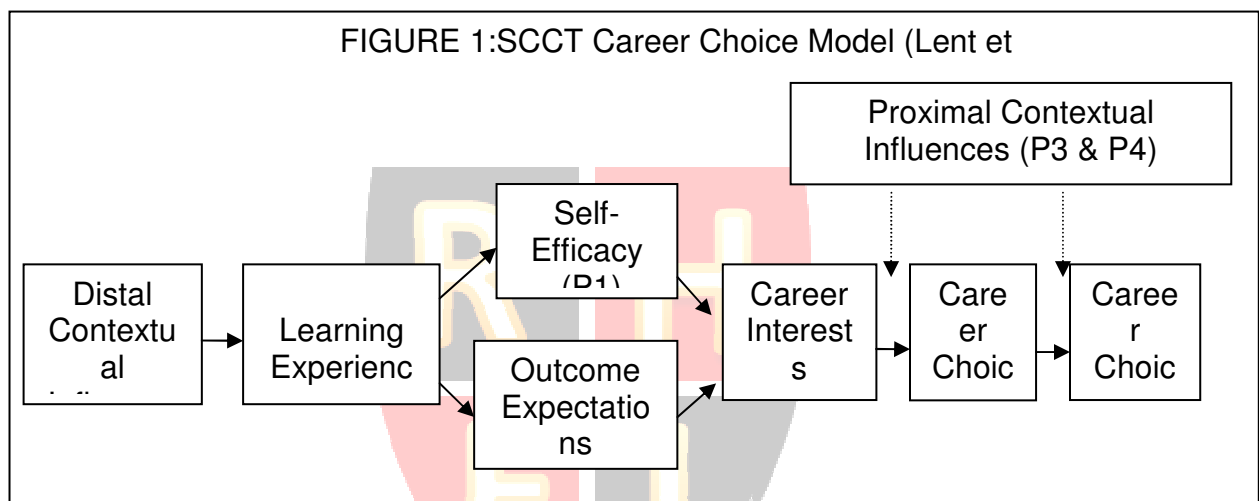 FIGURE 1:SCCT Career Choice Model (Lent et
Proximal Contextual
Influences (P3 & P4)
Self-
Efficacy
(P1)
Distal
Contextu
al
Learning
Experienc
Outcome
Expectatio
ns
Career
Interest
s
Care
er
Choic
Caree
r
Choic
R H